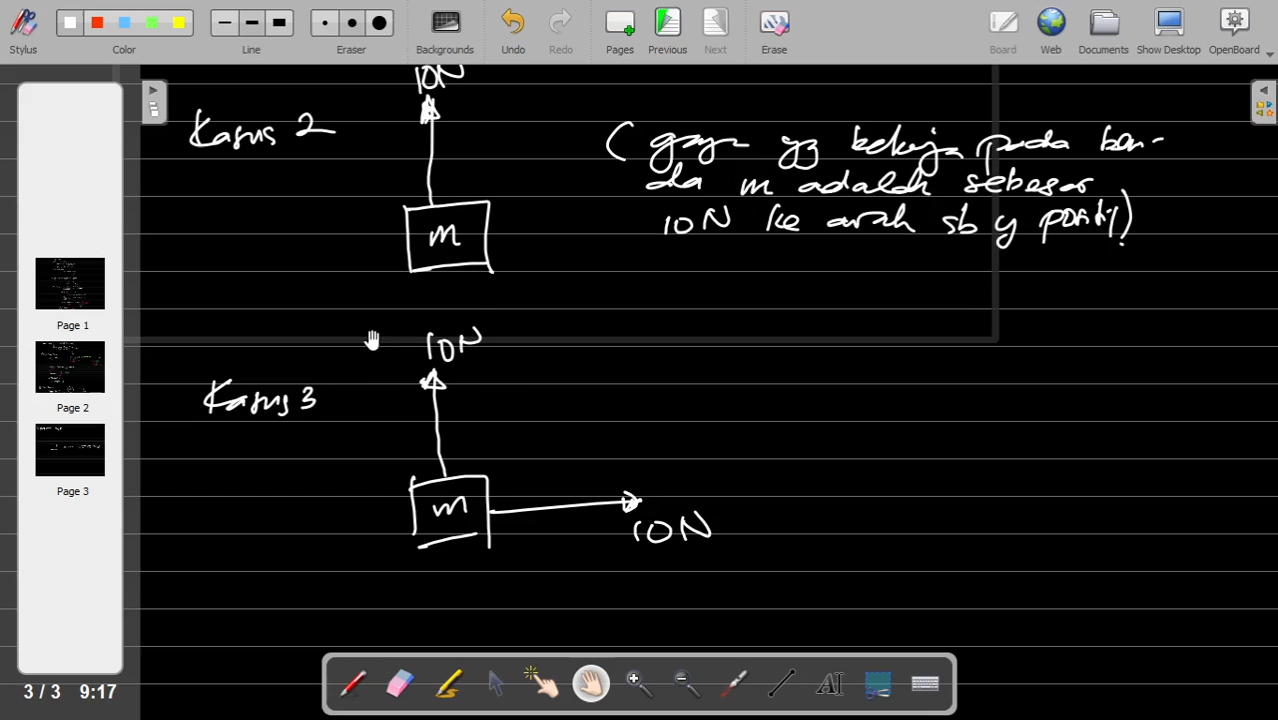 Stylus
Color
Line
Eraser
Backgrounds
Undo
Redo
Pages
Previous
Next
Erase
Board
Web
Documents
Show Desktop
OpenBoard
10N
Kasus 2
m
( gaya yg bekerja pada ben-
da m adalah sebesar
10N ke arah sb y positif)
10N
Kasus 3
m
10N
Page 1
Page 2
Page 3
3 / 3 9:17
AI